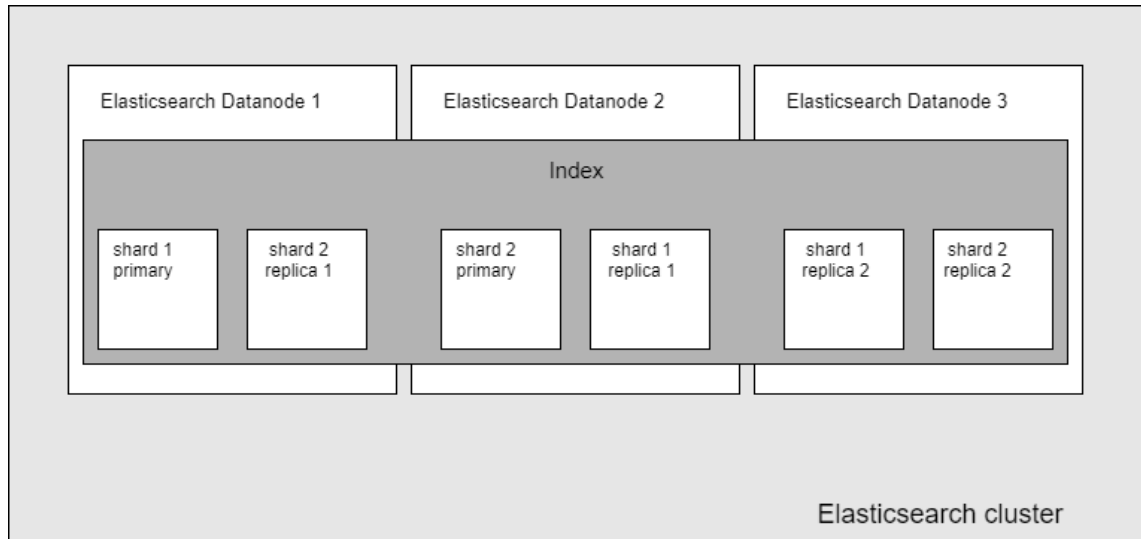 Elasticsearch Datanode 1
Elasticsearch Datanode 2
Elasticsearch Datanode 3
Index
shard 1
primary
shard 2
replica 1
shard 2
primary
shard 1
replica 1
shard 1
replica 2
shard 2
replica 2
Elasticsearch cluster